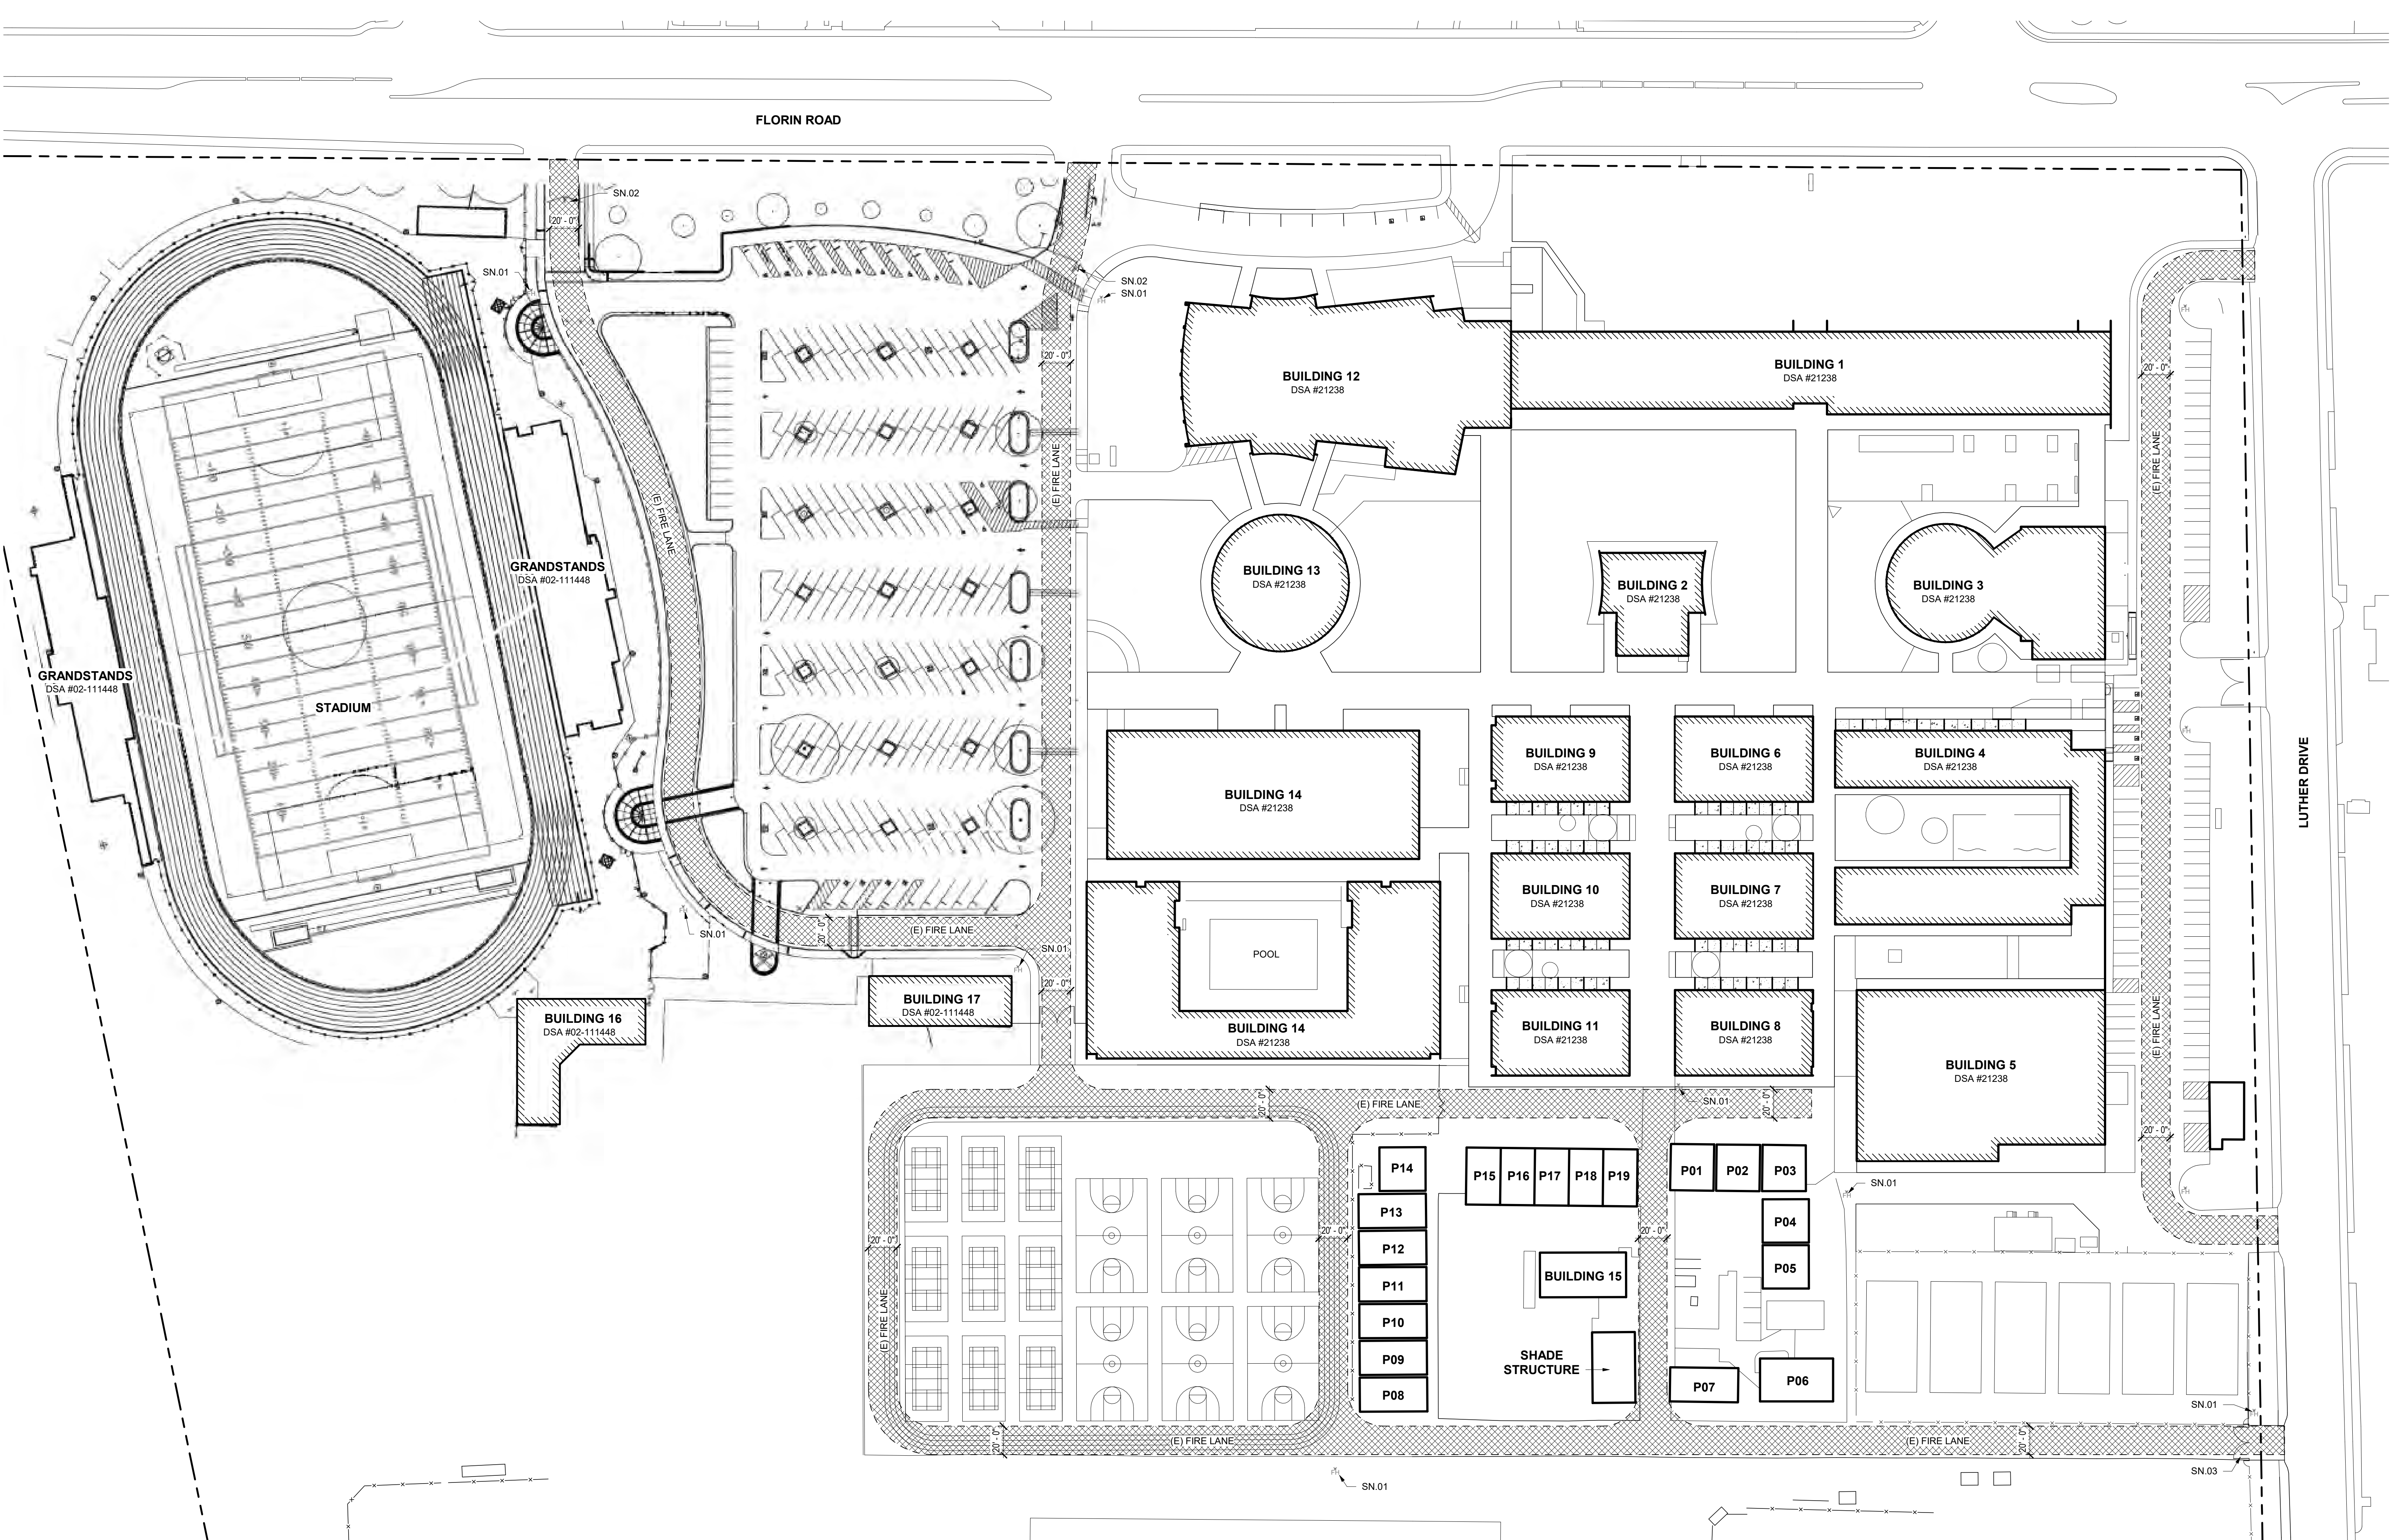 FLORIN ROAD
SN.02
20' - 0"
SN.01
SN.02
SN.01
FH
FH
20' - 0"
20' - 0"
BUILDING 12
DSA #21238
BUILDING 1
DSA #21238
(E) FIRE LANE
(E) FIRE LANE
(E) FIRE LANE
GRANDSTANDS
DSA #02-111448
BUILDING 13
DSA #21238
BUILDING 2
DSA #21238
BUILDING 3
DSA #21238
GRANDSTANDS
DSA #02-111448
STADIUM
FH
LUTHER DRIVE
BUILDING 9
DSA #21238
BUILDING 6
DSA #21238
BUILDING 4
DSA #21238
BUILDING 14
DSA #21238
BUILDING 10
DSA #21238
BUILDING 7
DSA #21238
FH
SN.01
20' - 0"
(E) FIRE LANE
SN.01
FH
POOL
20' - 0"
BUILDING 17
DSA #02-111448
BUILDING 16
DSA #02-111448
BUILDING 14
DSA #21238
BUILDING 11
DSA #21238
BUILDING 8
DSA #21238
(E) FIRE LANE
BUILDING 5
DSA #21238
20' - 0"
(E) FIRE LANE
SN.01
20' - 0"
20' - 0"
P14
P15
P16
P17
P18
P19
P01
P02
P03
SN.01
FH
FH
P13
P04
20' - 0"
20' - 0"
20' - 0"
P12
P05
P11
BUILDING 15
(E) FIRE LANE
P10
P09
SHADE
STRUCTURE
P08
P07
P06
SN.01
FH
20' - 0"
(E) FIRE LANE
(E) FIRE LANE
20' - 0"
SN.03
FH
SN.01